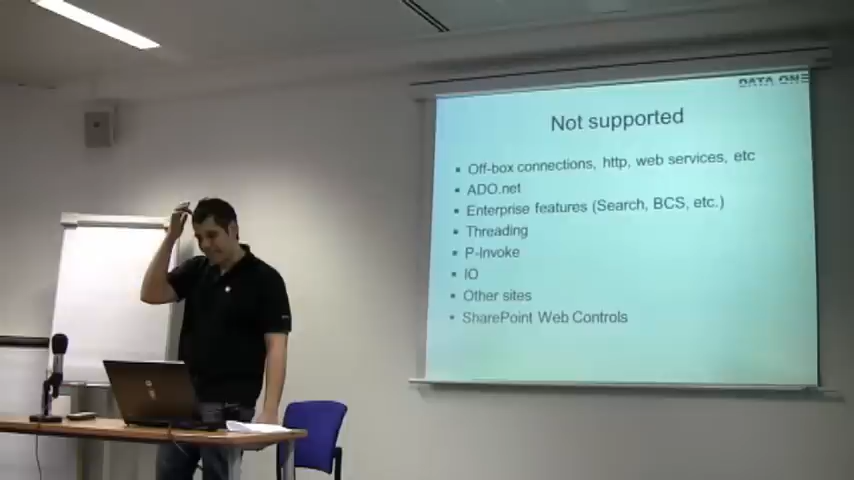 DATA ONE
Not supported
Off-box connections, http, web services, etc
ADO.net
Enterprise features (Search, BCS, etc.)
Threading
P-Invoke
IO
Other sites
SharePoint Web Controls